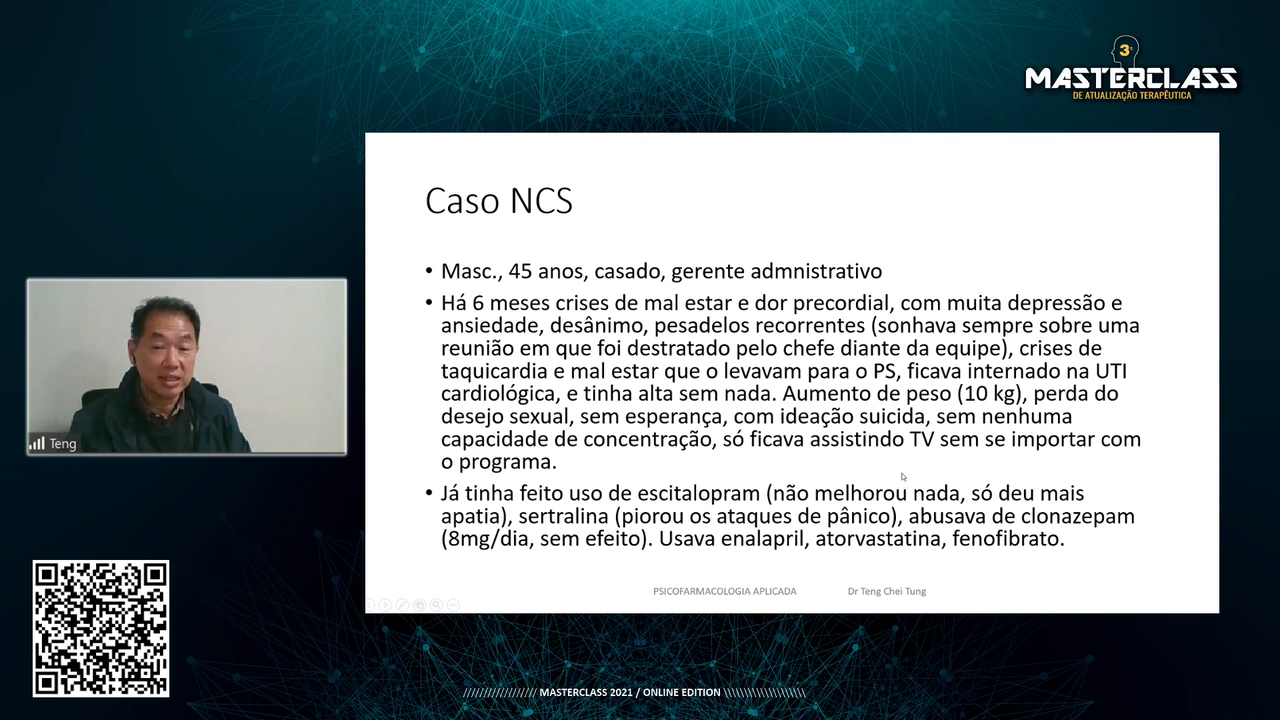 3ª
MASTERCLASS
DE ATUALIZAÇÃO TERAPÊUTICA
Caso NCS
• Masc., 45 anos, casado, gerente admnistrativo
• Há 6 meses crises de mal estar e dor precordial, com muita depressão e
ansiedade, desânimo, pesadelos recorrentes (sonhava sempre sobre uma
reunião em que foi destratado pelo chefe diante da equipe), crises de
taquicardia e mal estar que o levavam para o PS, ficava internado na UTI
cardiológica, e tinha alta sem nada. Aumento de peso (10 kg), perda do
desejo sexual, sem esperança, com ideação suicida, sem nenhuma
capacidade de concentração, só ficava assistindo TV sem se importar com
o programa.
• Já tinha feito uso de escitalopram (não melhorou nada, só deu mais
apatia), sertralina (piorou os ataques de pânico), abusava de clonazepam
(8mg/dia, sem efeito). Usava enalapril, atorvastatina, fenofibrato.
PSICOFARMACOLOGIA APLICADA Dr Teng Chei Tung
Teng
////////////////// MASTERCLASS 2021 / ONLINE EDITION \\\\\\\\\\\\\\\\\\\\